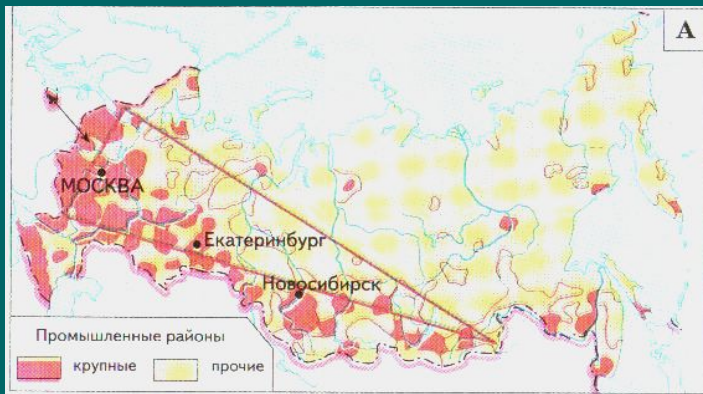 А
МОСКВА
Екатеринбург
Новосибирск
Промышленные районы
крупные прочие